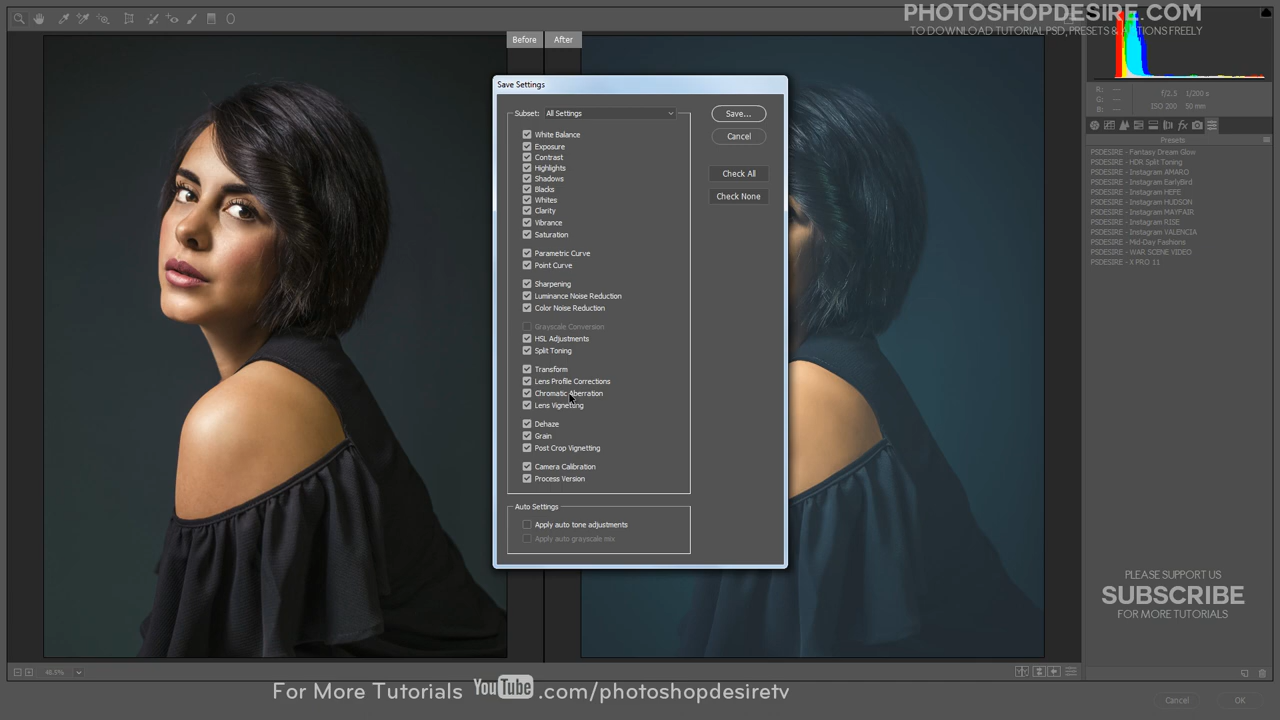 PHOTOSHOPDESIRE.COM
TO DOWNLOAD TUTORIAL PSD, PRESETS & ACTIONS FREELY
Before After
Save Settings
Subset: All Settings
Save...
Cancel
Check All
Check None
White Balance
Exposure
Contrast
Highlights
Shadows
Blacks
Whites
Clarity
Vibrance
Saturation
Parametric Curve
Point Curve
Sharpening
Luminance Noise Reduction
Color Noise Reduction
Grayscale Conversion
HSL Adjustments
Split Toning
Transform
Lens Profile Corrections
Chromatic Aberration
Lens Vignetting
Dehaze
Grain
Post Crop Vignetting
Camera Calibration
Process Version
Auto Settings
Apply auto tone adjustments
Apply auto grayscale mix
R: ---
G: ---
B: ---
f/2.5 1/200 s
ISO 200 50 mm
Presets
PSDESIRE - Fantasy Dream Glow
PSDESIRE - HDR Split Toning
PSDESIRE - Instagram AMARO
PSDESIRE - Instagram EarlyBird
PSDESIRE - Instagram HEFE
PSDESIRE - Instagram HUDSON
PSDESIRE - Instagram MAYFAIR
PSDESIRE - Instagram RISE
PSDESIRE - Instagram VALENCIA
PSDESIRE - Mid-Day Fashions
PSDESIRE - WAR SCENE VIDEO
PSDESIRE - X PRO 11
PLEASE SUPPORT US
SUBSCRIBE
FOR MORE TUTORIALS
48.5%
For More Tutorials YouTube .com/photoshopdesiretv
Cancel OK